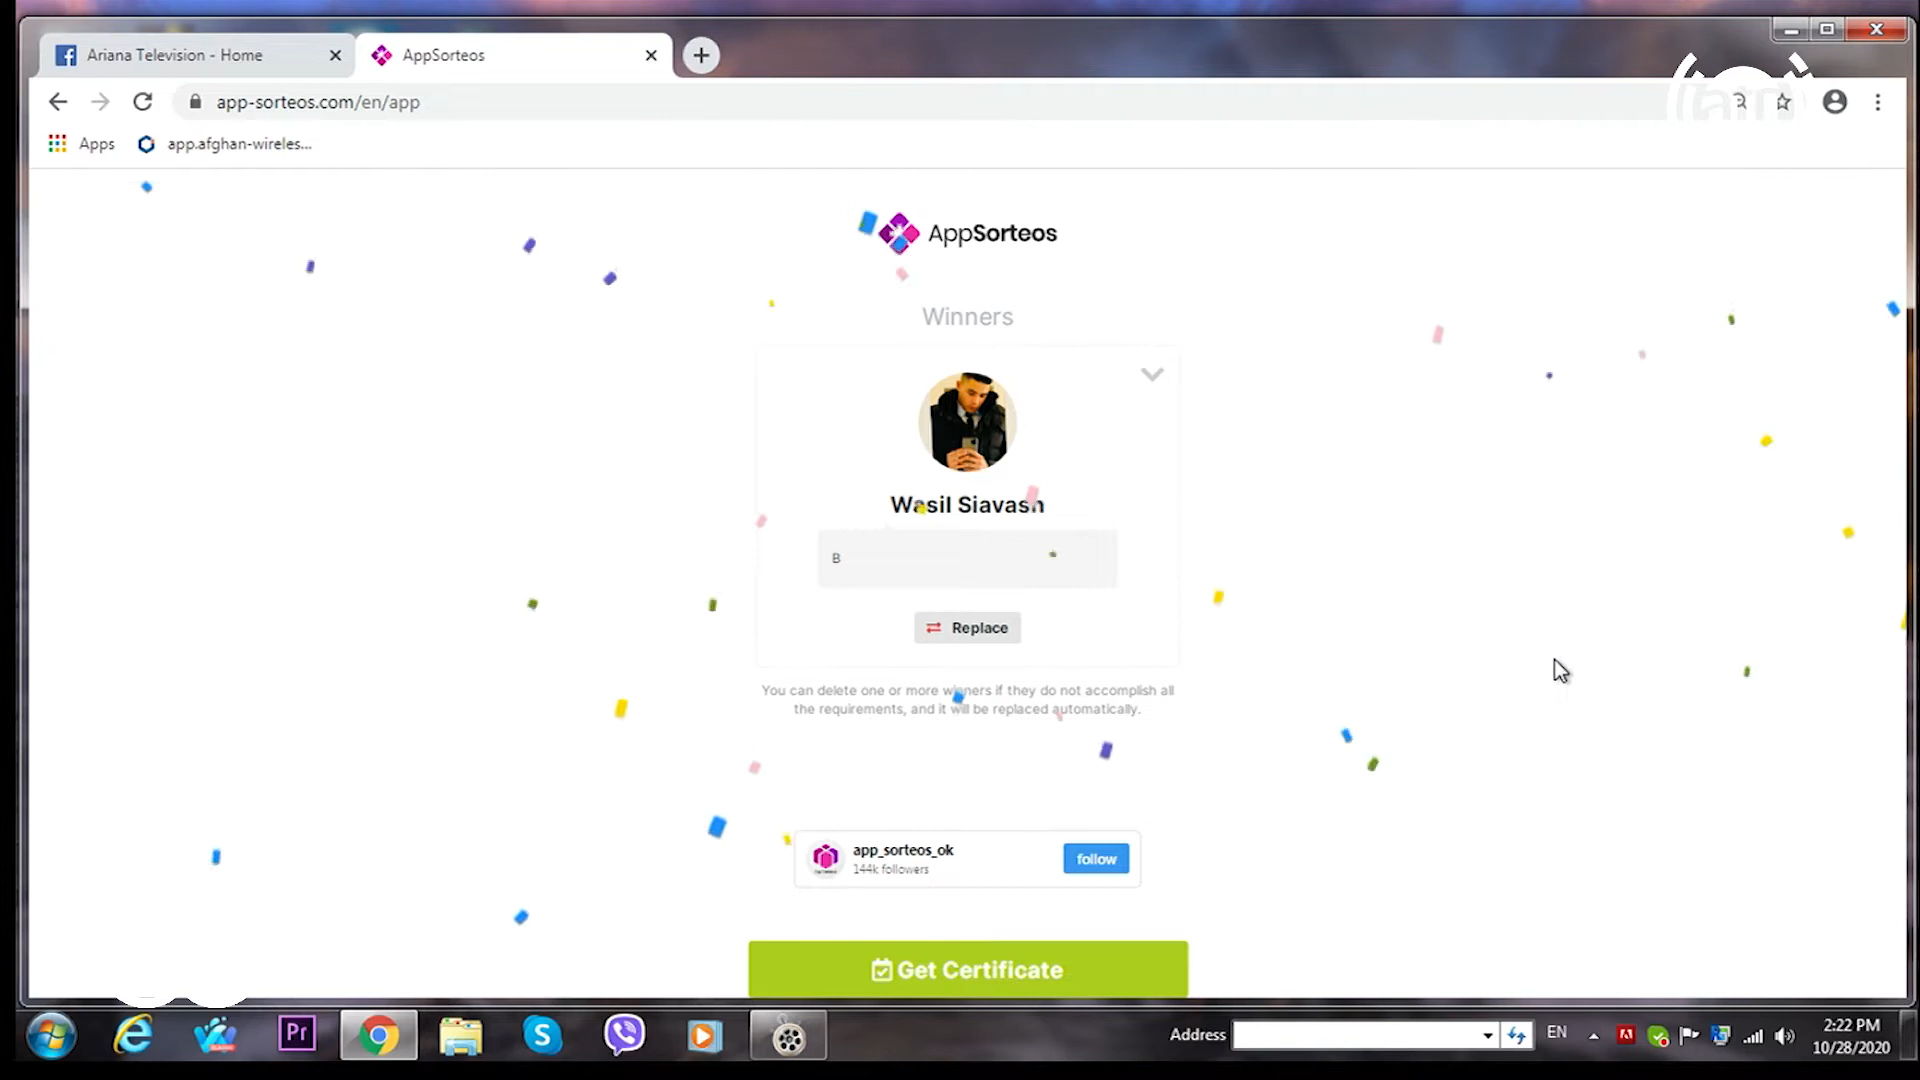 Ariana Television - Home
AppSorteos
app-sorteos.com/en/app
Apps
app.afghan-wireles...
AppSorteos
Winners
Wasil Siavash
B
Replace
You can delete one or more winners if they do not accomplish all
the requirements, and it will be replaced automatically.
app_sorteos_ok
144k followers
follow
Get Certificate
Pr
Address
EN
2:22 PM
10/28/2020